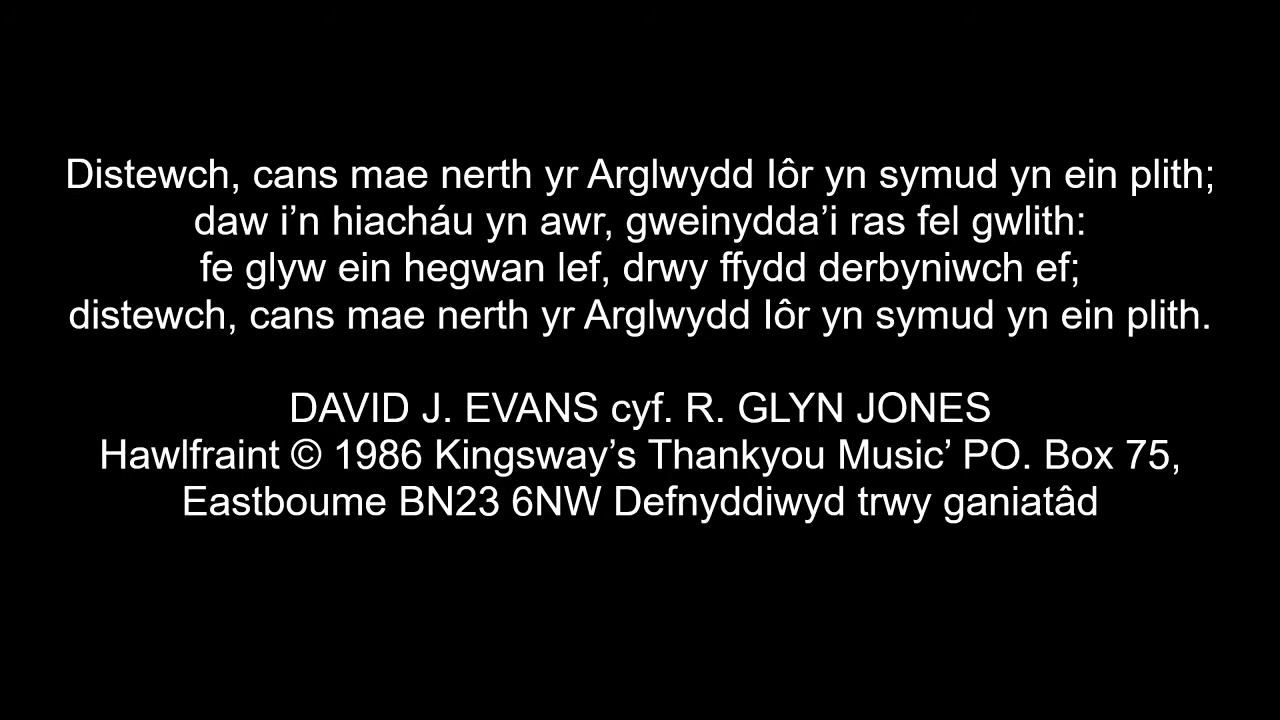 Distewch, cans mae nerth yr Arglwydd Iôr yn symud yn ein plith;
daw i’n hiacháu yn awr, gweinydda’i ras fel gwlith:
fe glyw ein hegwan lef, drwy ffydd derbyniwch ef;
distewch, cans mae nerth yr Arglwydd Iôr yn symud yn ein plith.
DAVID J. EVANS cyf. R. GLYN JONES
Hawlfraint © 1986 Kingsway’s Thankyou Music’ PO. Box 75,
Eastboume BN23 6NW Defnyddiwyd trwy ganiatâd